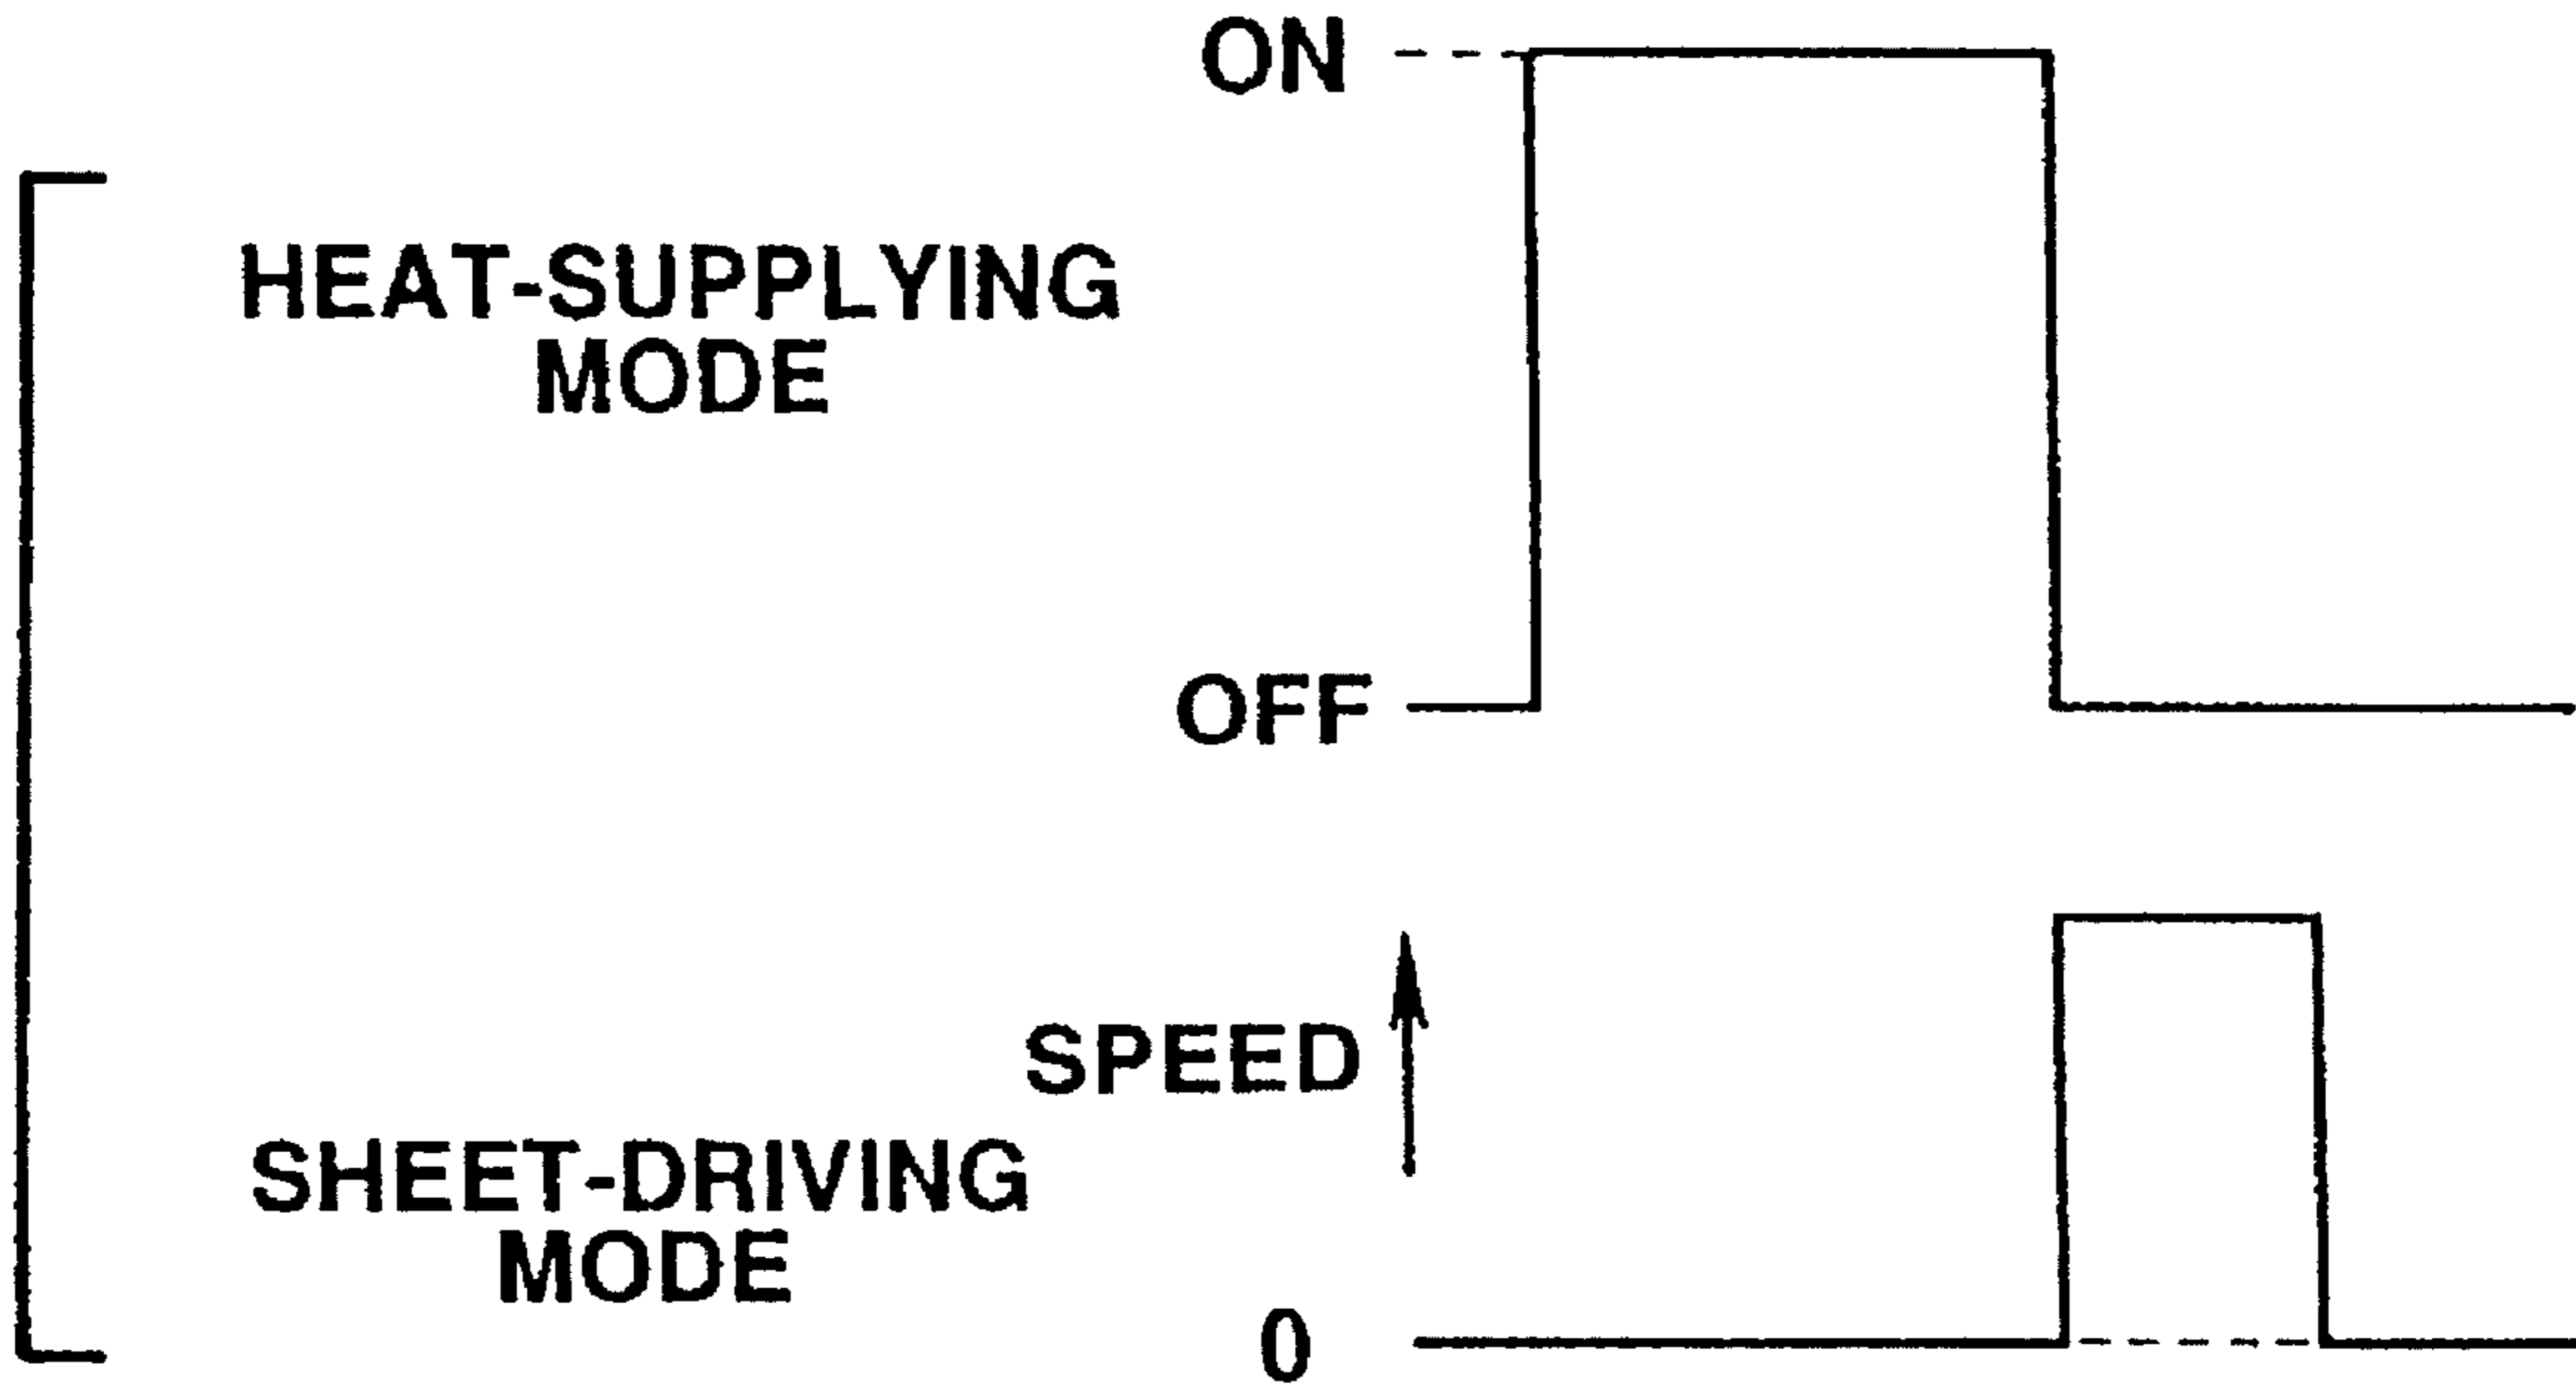 ON
HEAT-SUPPLYING
MODE
OFF
SPEED
SHEET-DRIVING
MODE
0